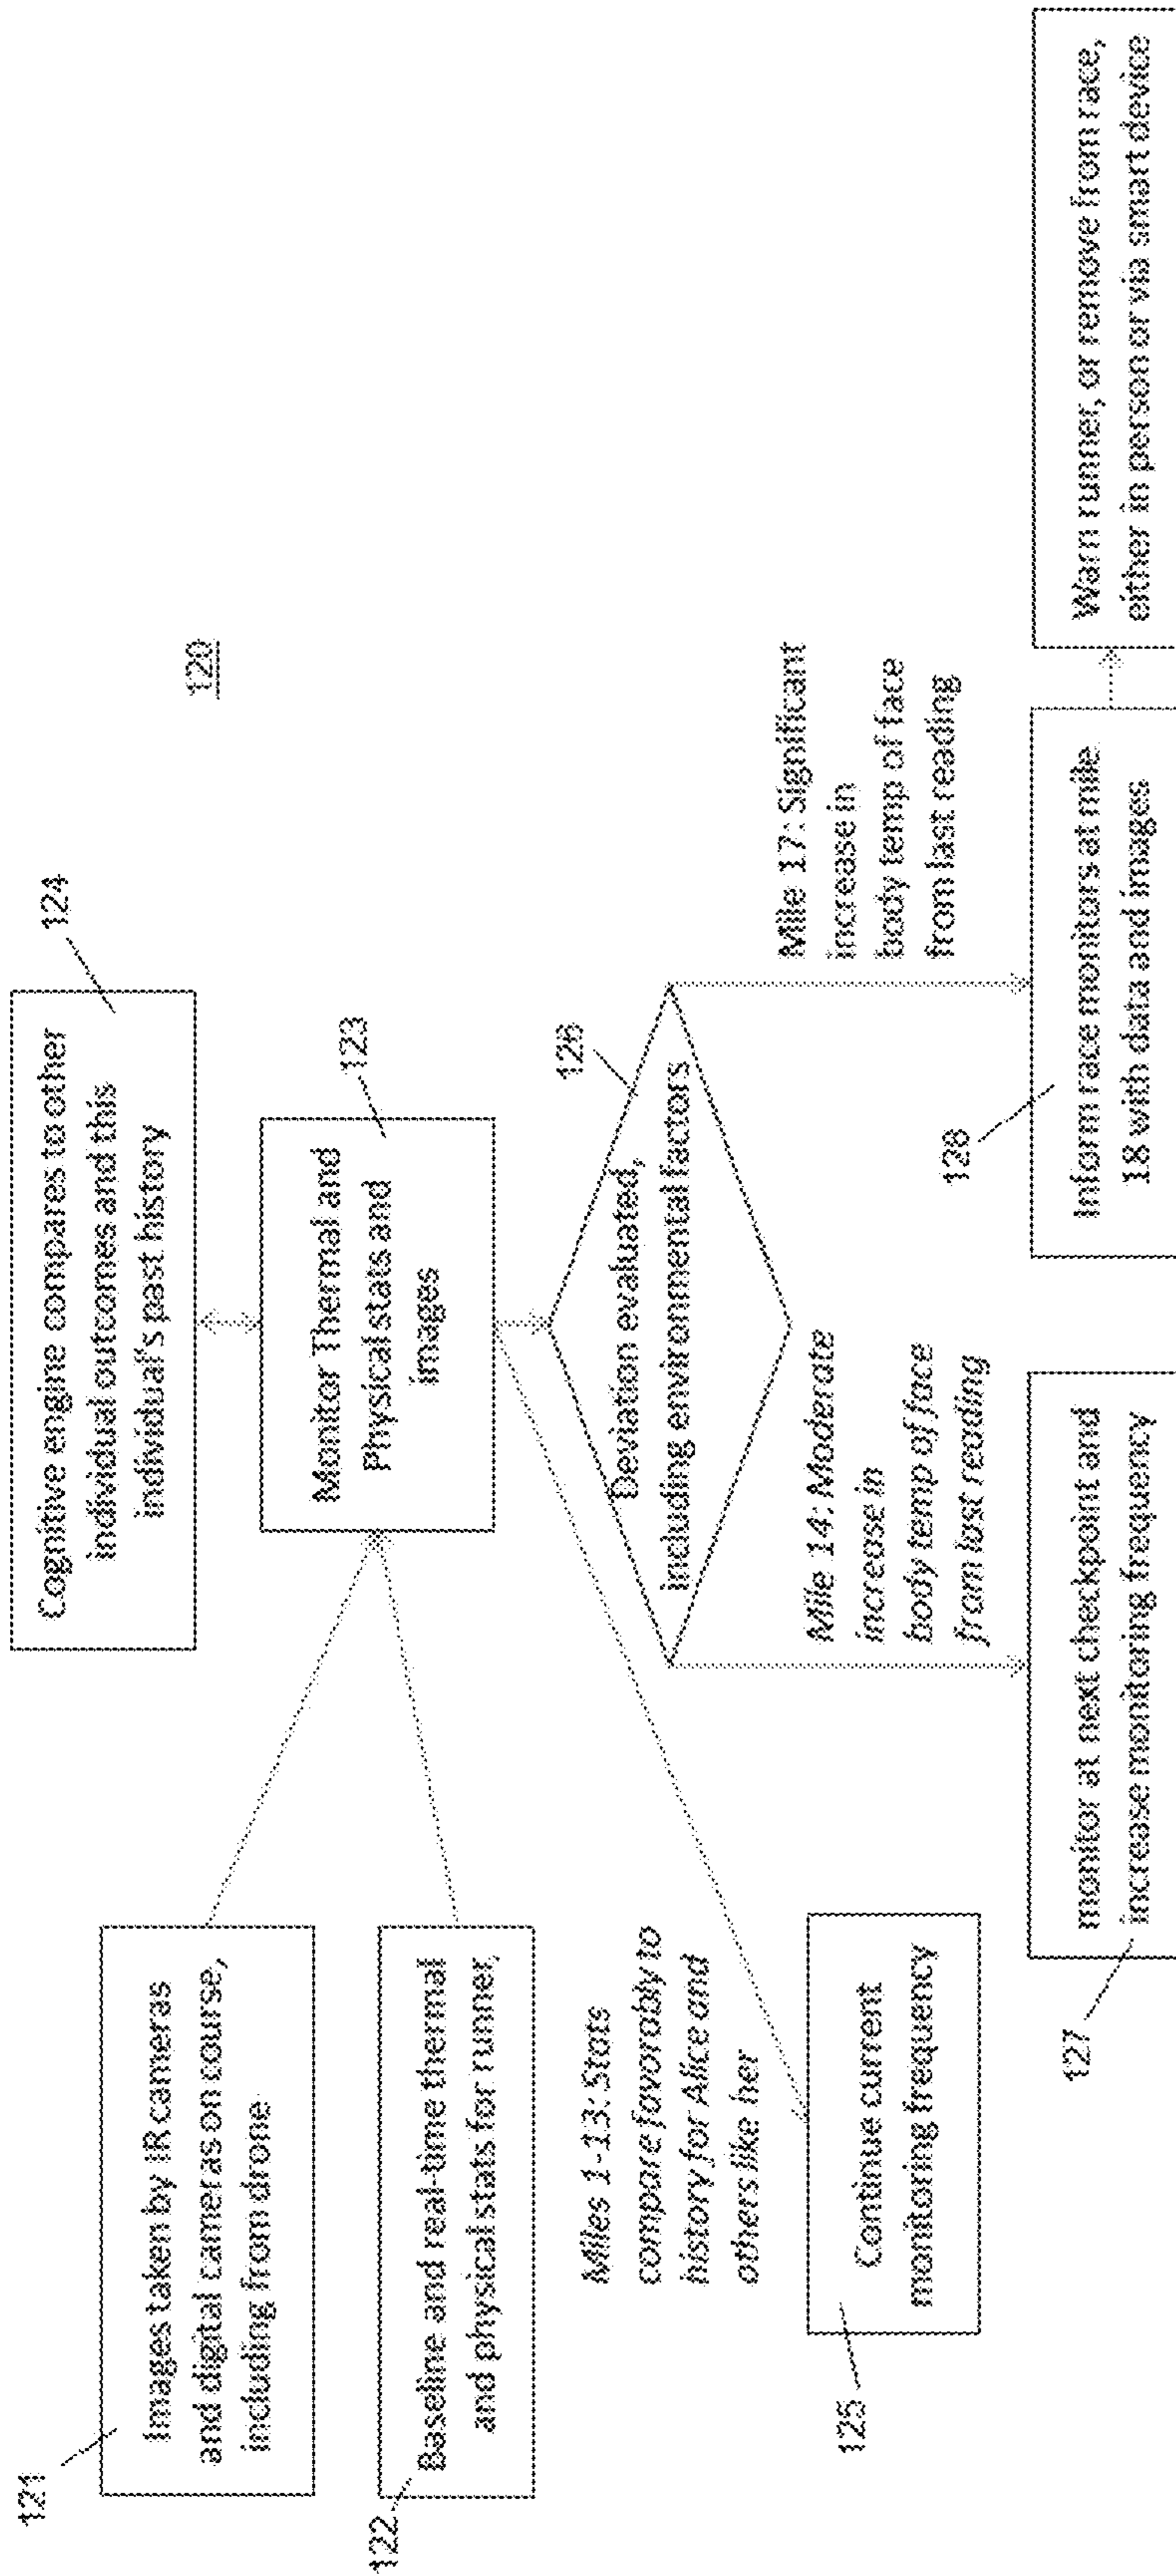 120
121
Images taken by IR cameras
and digital cameras on course,
including from drone
122
Baseline and real-time thermal
and physical stats for runner,
124
Cognitive engine compares to other
individual outcomes and this
individual's past history
123
Monitor Thermal and
Physical stats and
images
Miles 1-13: Stats
compare favorably to
history for Alice and
others like her
125
Continue current
monitoring frequency
126
Deviation evaluated,
including environmental factors
Mile 14: Moderate
increase in
body temp of face
from last reading
127
monitor at next checkpoint and
increase monitoring frequency
Mile 17: Significant
increase in
body temp of face
from last reading
128
Inform race monitors at mile
18 with data and images
Warn runner, or remove from race,
either in person or via smart device